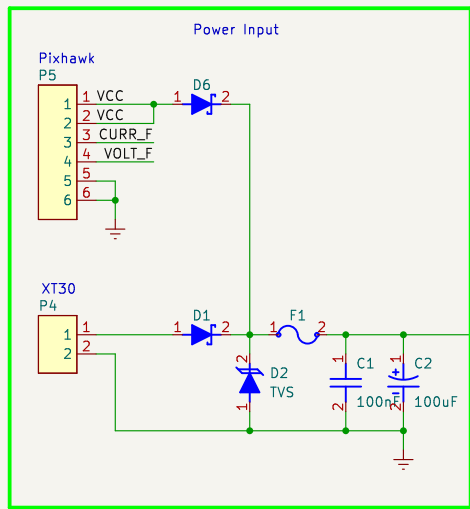 Power Input
Pixhawk
P5
D6
1 1 VCC 1 2
2 2 VCC
3 3 CURR_F
4 4 VOLT_F
5 5
6 6
XT30
P4
D1 F1
1 1 1 2 1 2
2 2
2 D2 1 C1 1 C2
TVS + 
1 2 100nF 2 100uF